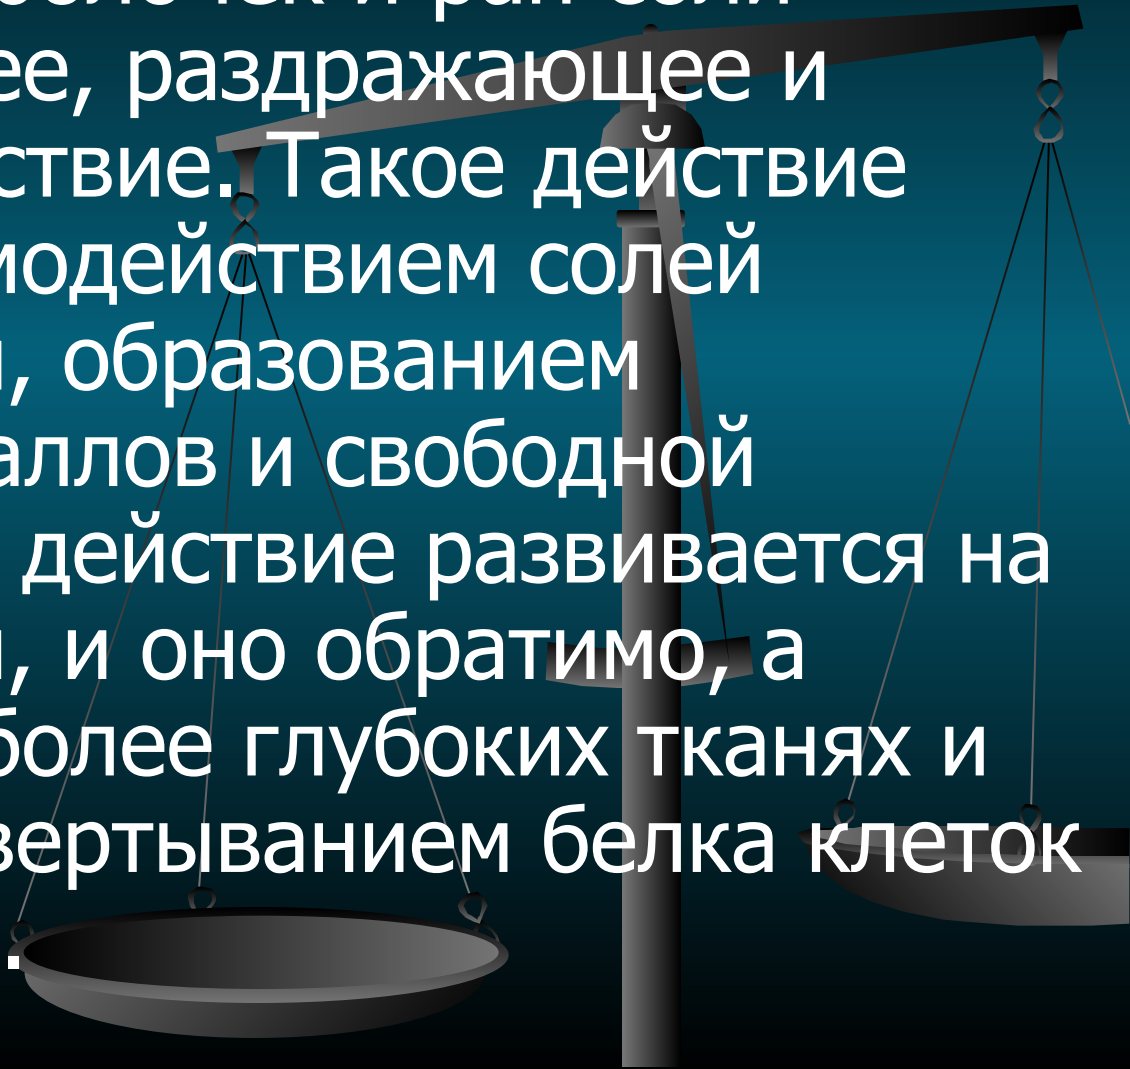 ее, раздражающее и
ствие. Такое действие
модействием солей
, образованием
аллов и свободной
действие развивается на
, и оно обратимо, а
более глубоких тканях и
вертыванием белка клеток
.